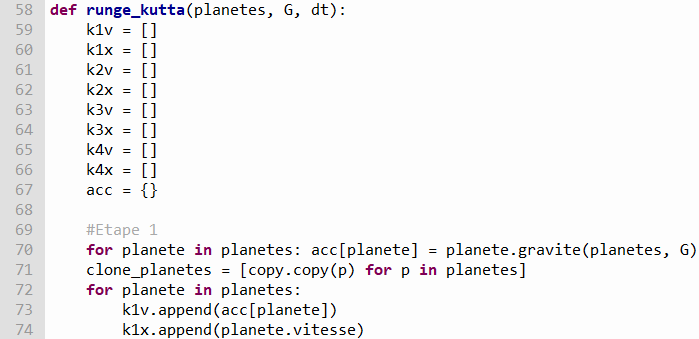 58 def runge_kutta(planetes, G, dt):
59     k1v = []
60     k1x = []
61     k2v = []
62     k2x = []
63     k3v = []
64     k3x = []
65     k4v = []
66     k4x = []
67     acc = {}
68
69     #Etape 1
70     for planete in planetes: acc[planete] = planete.gravite(planetes, G)
71     clone_planetes = [copy.copy(p) for p in planetes]
72     for planete in planetes:
73         k1v.append(acc[planete])
74         k1x.append(planete.vitesse)